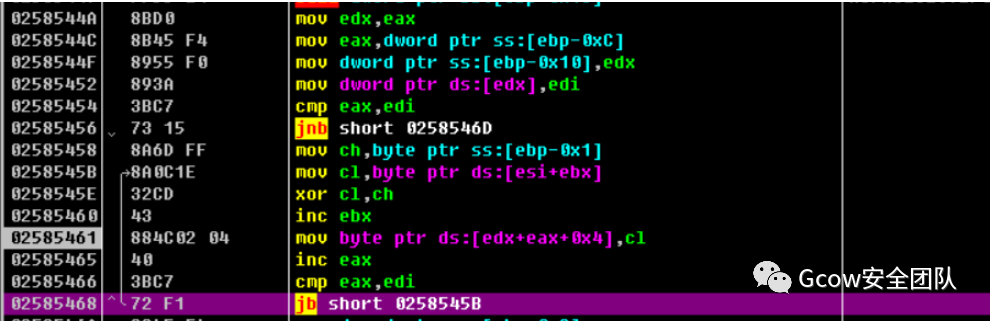 0258544A 8BD0 mov edx,eax
0258544C 8B45 F4 mov eax,dword ptr ss:[ebp-0xC]
0258544F 8955 F0 mov dword ptr ss:[ebp-0x10],edx
02585452 893A mov dword ptr ds:[edx],edi
02585454 3BC7 cmp eax,edi
02585456 73 15 jnb short 0258546D
02585458 8A6D FF mov ch,byte ptr ss:[ebp-0x1]
0258545B 8A0C1E mov cl,byte ptr ds:[esi+ebx]
0258545E 32CD xor cl,ch
02585460 43 inc ebx
02585461 884C02 04 mov byte ptr ds:[edx+eax+0x4],cl
02585465 40 inc eax
02585466 3BC7 cmp eax,edi
02585468 72 F1 jb short 0258545B
Gcow安全团队